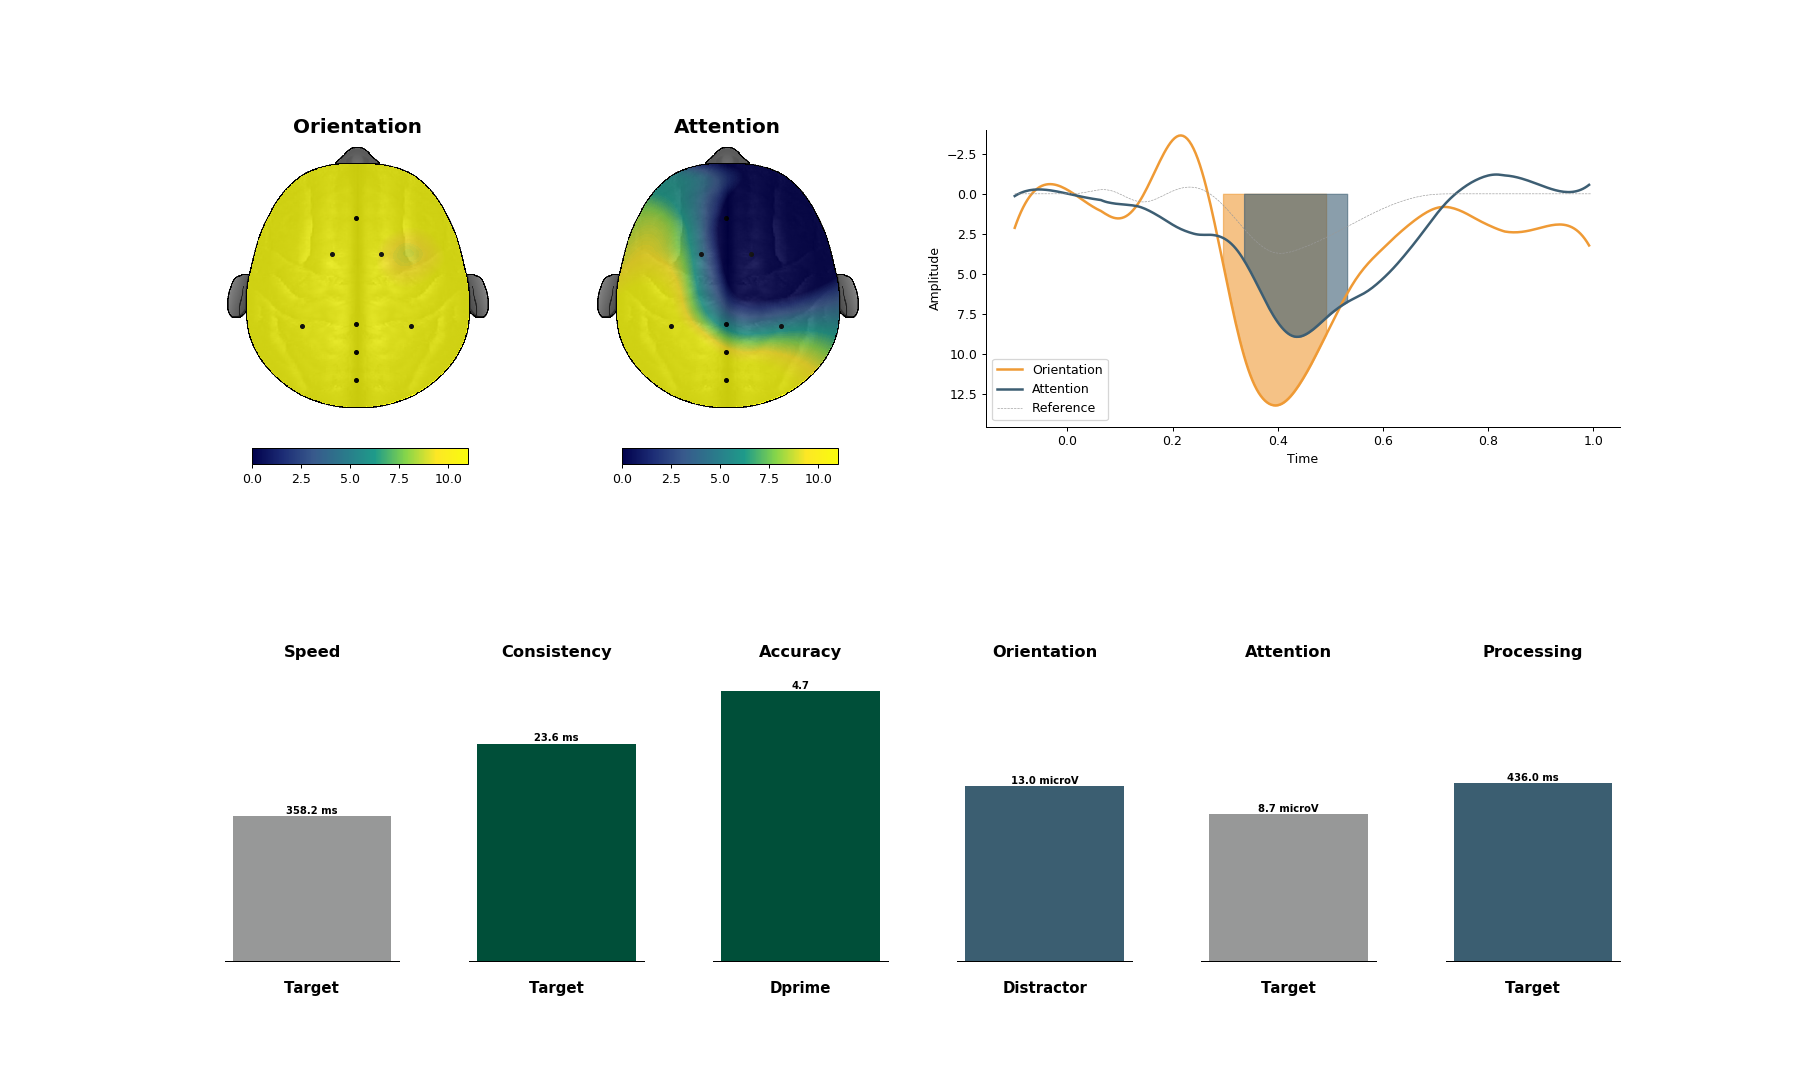 Orientation
Attention
0.0 2.5 5.0 7.5 10.0
0.0 2.5 5.0 7.5 10.0
−2.5
0.0
2.5
5.0
7.5
10.0
12.5
Amplitude
Orientation
Attention
Reference
0.0 0.2 0.4 0.6 0.8 1.0
Time
Speed
358.2 ms
Target
Consistency
23.6 ms
Target
Accuracy
4.7
Dprime
Orientation
13.0 microV
Distractor
Attention
8.7 microV
Target
Processing
436.0 ms
Target